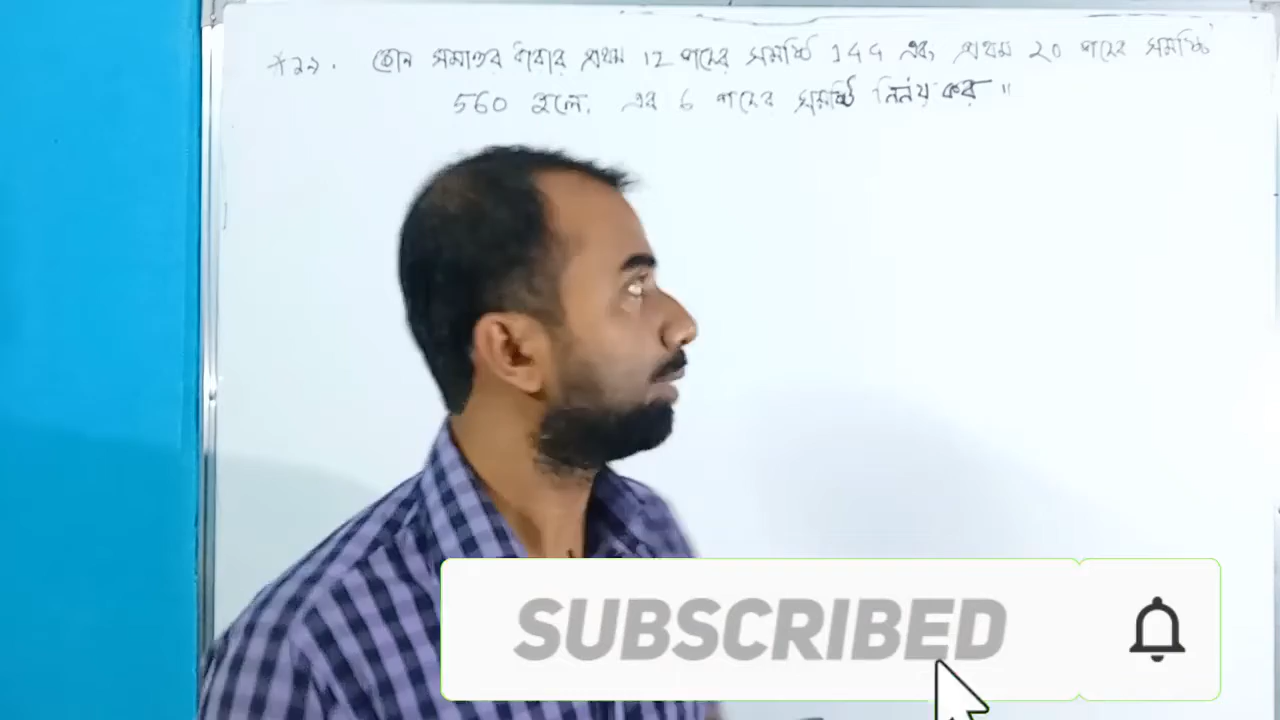 *১৯. কোন সমান্তর ধারার প্রথম 12 পদের সমষ্টি 144 এবং প্রথম 20 পদের সমষ্টি
560 হলে, এর 6 পদের সমষ্টি নির্ণয় কর ॥
SUBSCRIBED